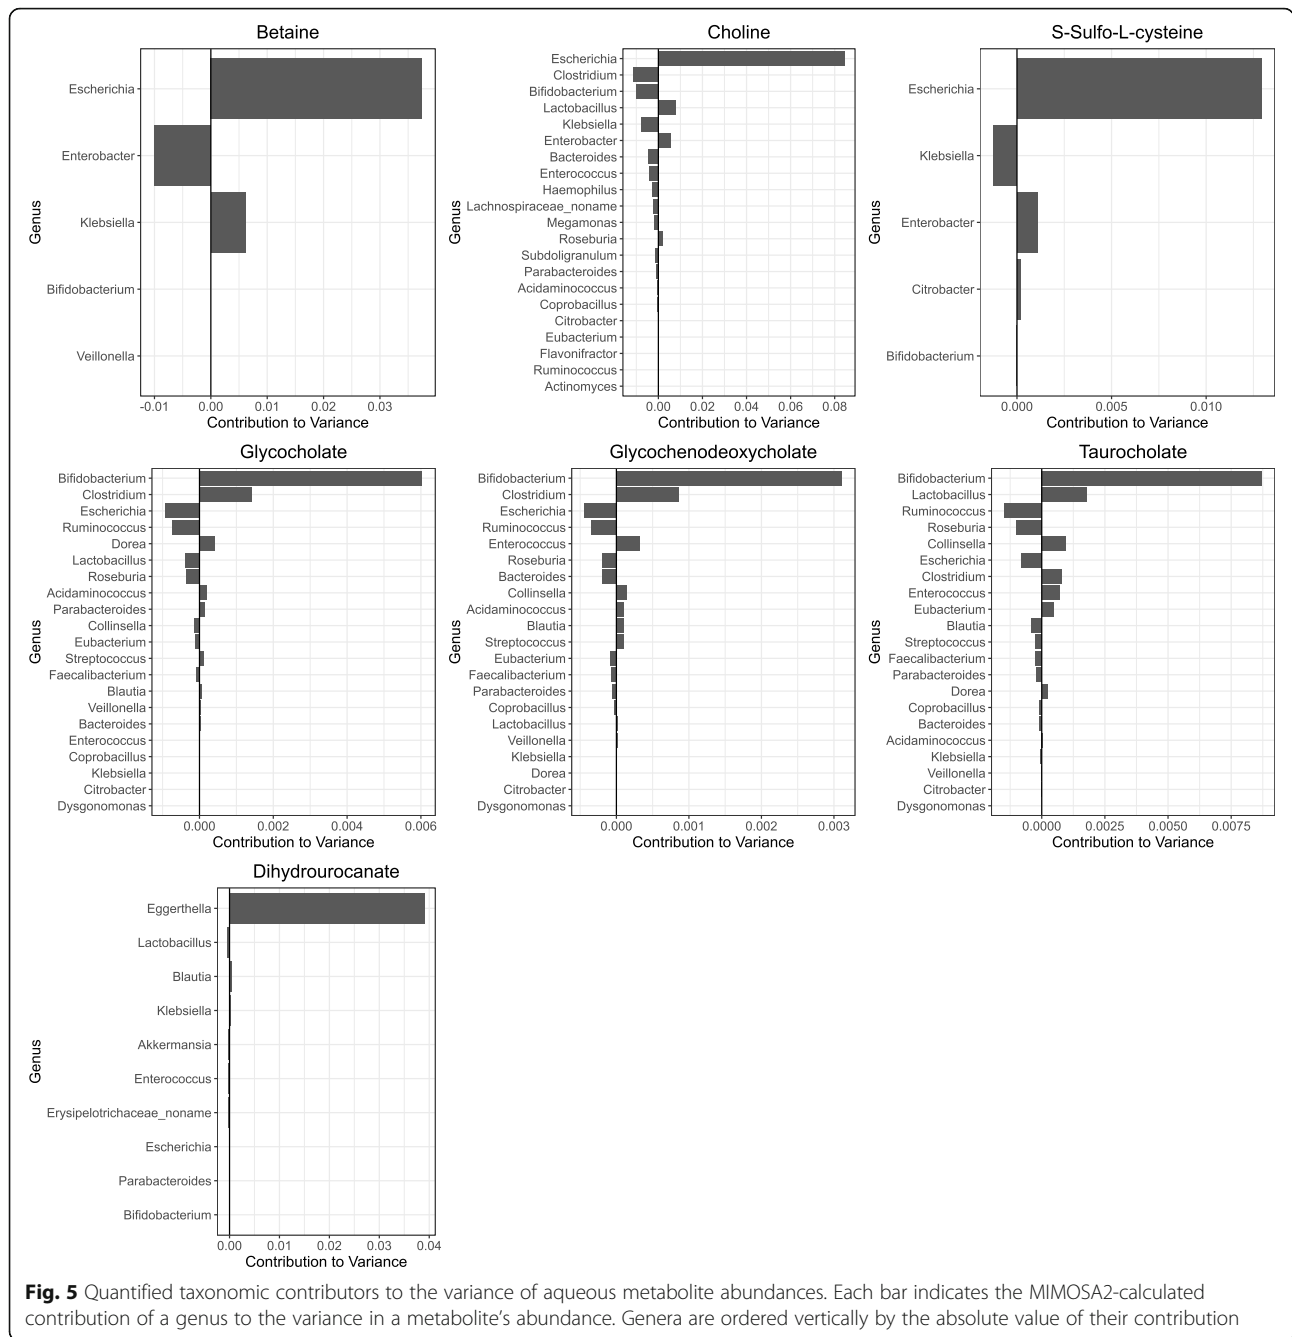 Betaine
Genus
Escherichia
Enterobacter
Klebsiella
Bifidobacterium
Veillonella
-0.01 0.00 0.01 0.02 0.03
Contribution to Variance
Choline
Genus
Escherichia
Clostridium
Bifidobacterium
Lactobacillus
Klebsiella
Enterobacter
Bacteroides
Enterococcus
Haemophilus
Lachnospiraceae_noname
Megamonas
Roseburia
Subdoligranulum
Parabacteroides
Acidaminococcus
Coprobacillus
Citrobacter
Eubacterium
Flavonifractor
Ruminococcus
Actinomyces
0.00 0.02 0.04 0.06 0.08
Contribution to Variance
S-Sulfo-L-cysteine
Genus
Escherichia
Klebsiella
Enterobacter
Citrobacter
Bifidobacterium
0.000 0.005 0.010
Contribution to Variance
Glycocholate
Genus
Bifidobacterium
Clostridium
Escherichia
Ruminococcus
Dorea
Lactobacillus
Roseburia
Acidaminococcus
Parabacteroides
Collinsella
Eubacterium
Streptococcus
Faecalibacterium
Blautia
Veillonella
Bacteroides
Enterococcus
Coprobacillus
Klebsiella
Citrobacter
Dysgonomonas
0.000 0.002 0.004 0.006
Contribution to Variance
Glycochenodeoxycholate
Genus
Bifidobacterium
Clostridium
Escherichia
Ruminococcus
Enterococcus
Roseburia
Bacteroides
Collinsella
Acidaminococcus
Blautia
Streptococcus
Eubacterium
Faecalibacterium
Parabacteroides
Coprobacillus
Lactobacillus
Veillonella
Klebsiella
Dorea
Citrobacter
Dysgonomonas
0.000 0.001 0.002 0.003
Contribution to Variance
Taurocholate
Genus
Bifidobacterium
Lactobacillus
Ruminococcus
Roseburia
Collinsella
Escherichia
Clostridium
Enterococcus
Eubacterium
Blautia
Streptococcus
Faecalibacterium
Parabacteroides
Dorea
Coprobacillus
Bacteroides
Acidaminococcus
Klebsiella
Veillonella
Citrobacter
Dysgonomonas
0.0000 0.0025 0.0050 0.0075
Contribution to Variance
Dihydrourocanate
Genus
Eggerthella
Lactobacillus
Blautia
Klebsiella
Akkermansia
Enterococcus
Erysipelotrichaceae_noname
Escherichia
Parabacteroides
Bifidobacterium
0.00 0.01 0.02 0.03 0.04
Contribution to Variance
Fig. 5 Quantified taxonomic contributors to the variance of aqueous metabolite abundances. Each bar indicates the MIMOSA2-calculated
contribution of a genus to the variance in a metabolite's abundance. Genera are ordered vertically by the absolute value of their contribution